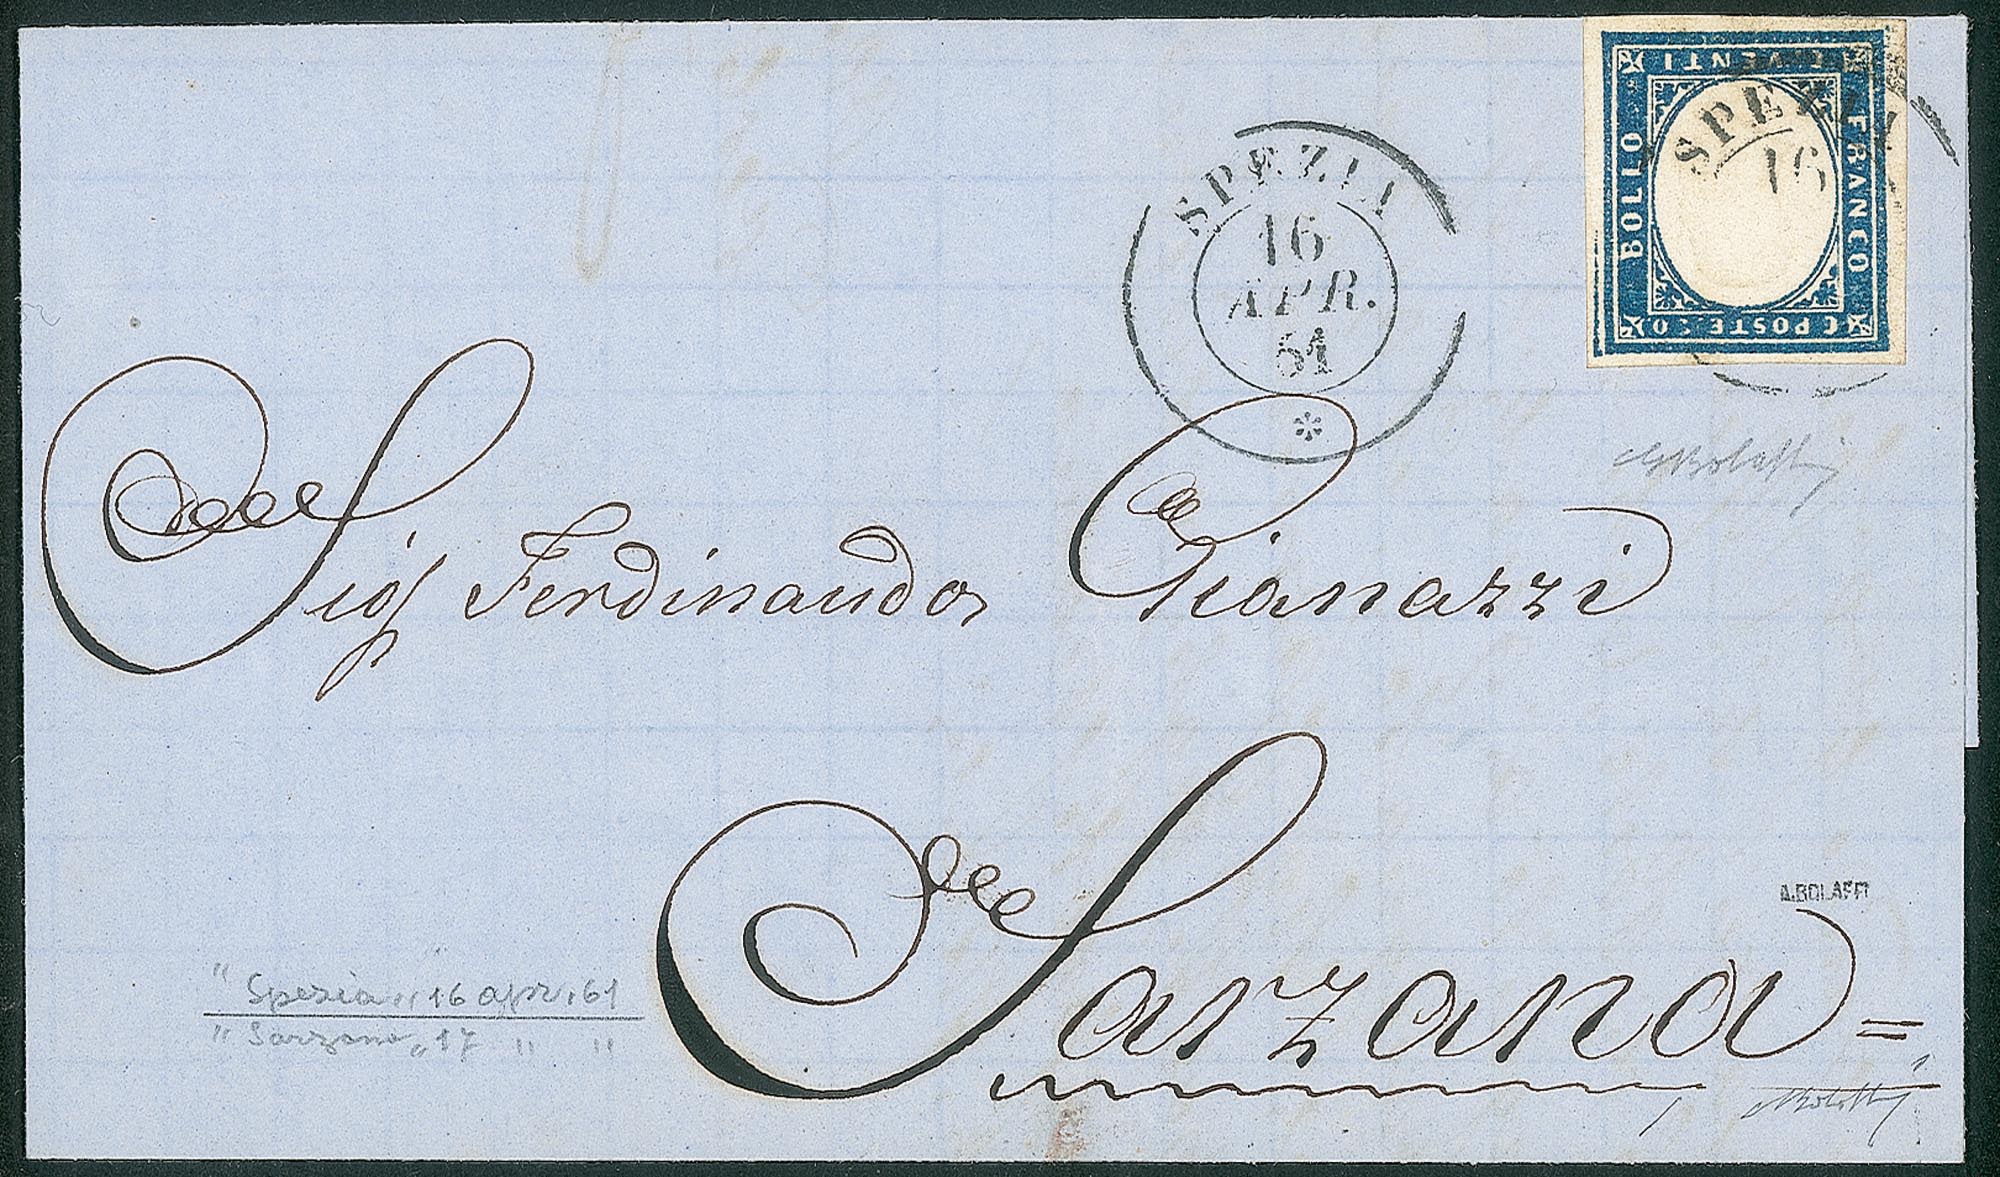 C POSTE 20
BOLLO
FRANCO
VENTI
SPEZIA
16
SPEZIA
16
APR.
61
*
Sig Ferdinando Gianazzi
A.BOLAFFI
Sarzana =
" Spezia „ 16 apr. 61
" Sarzana „ 17 " "